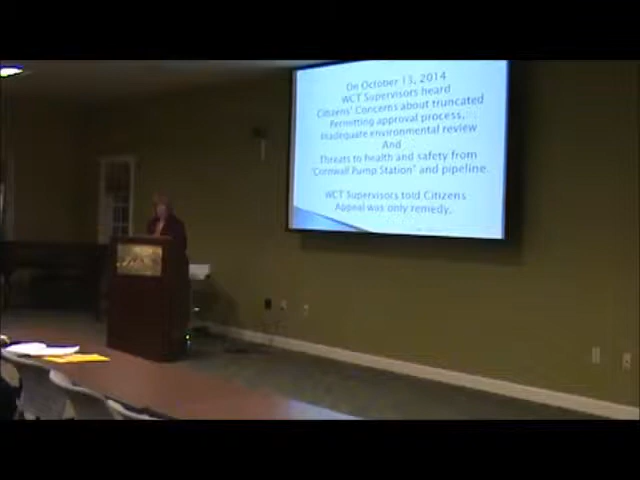 On October 13, 2014
WCT Supervisors heard
Citizens' Concerns about truncated
Permitting approval process,
Inadequate environmental review
And
Threats to health and safety from
"Cornwall Pump Station" and pipeline.
WCT Supervisors told Citizens
Appeal was only remedy.